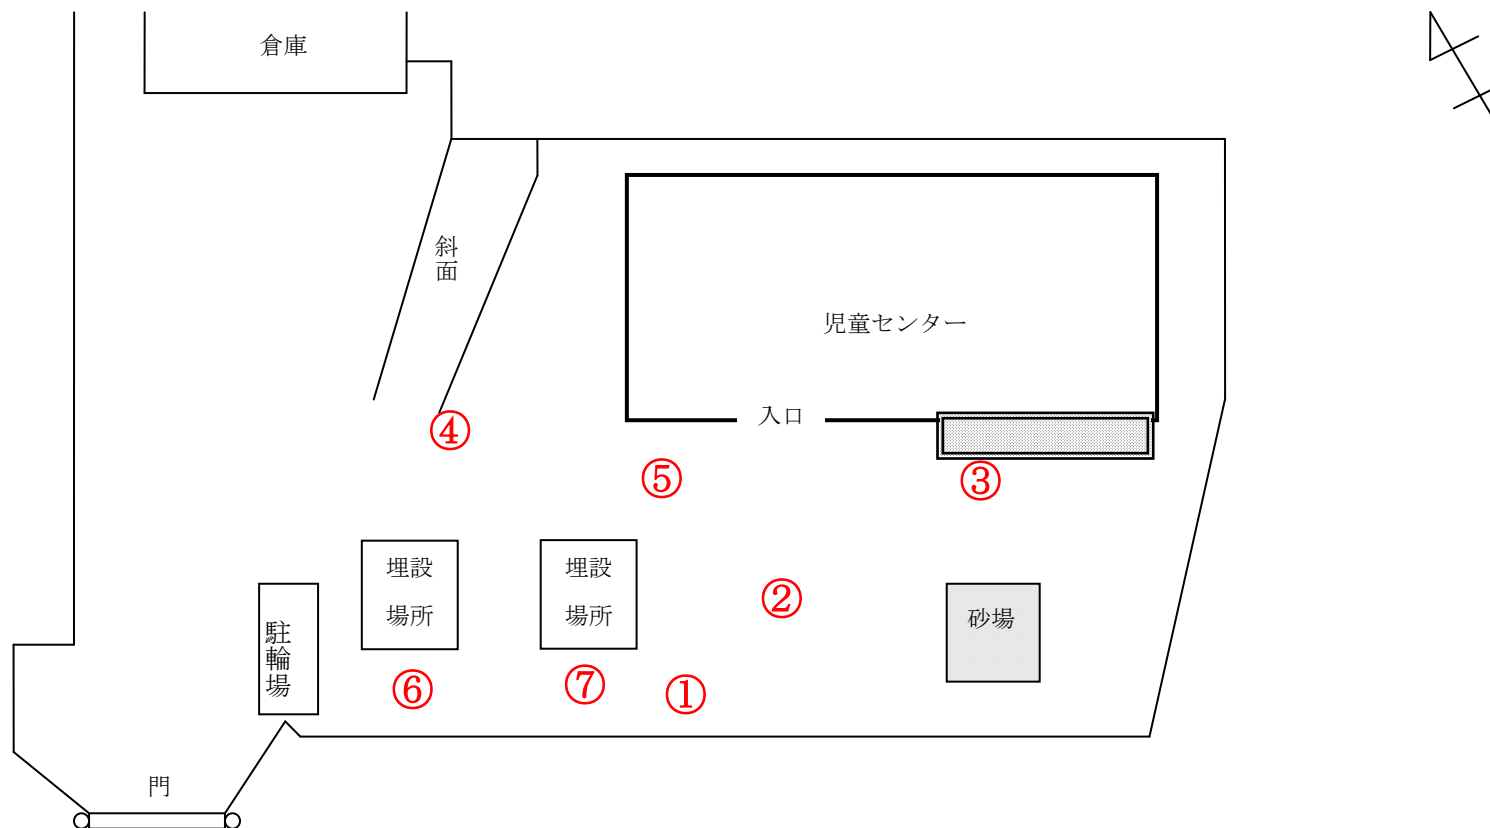 倉庫
斜面
児童センター
入口
④
⑤
③
埋設
場所
埋設
場所
②
砂場
駐輪場
⑥
⑦
①
門